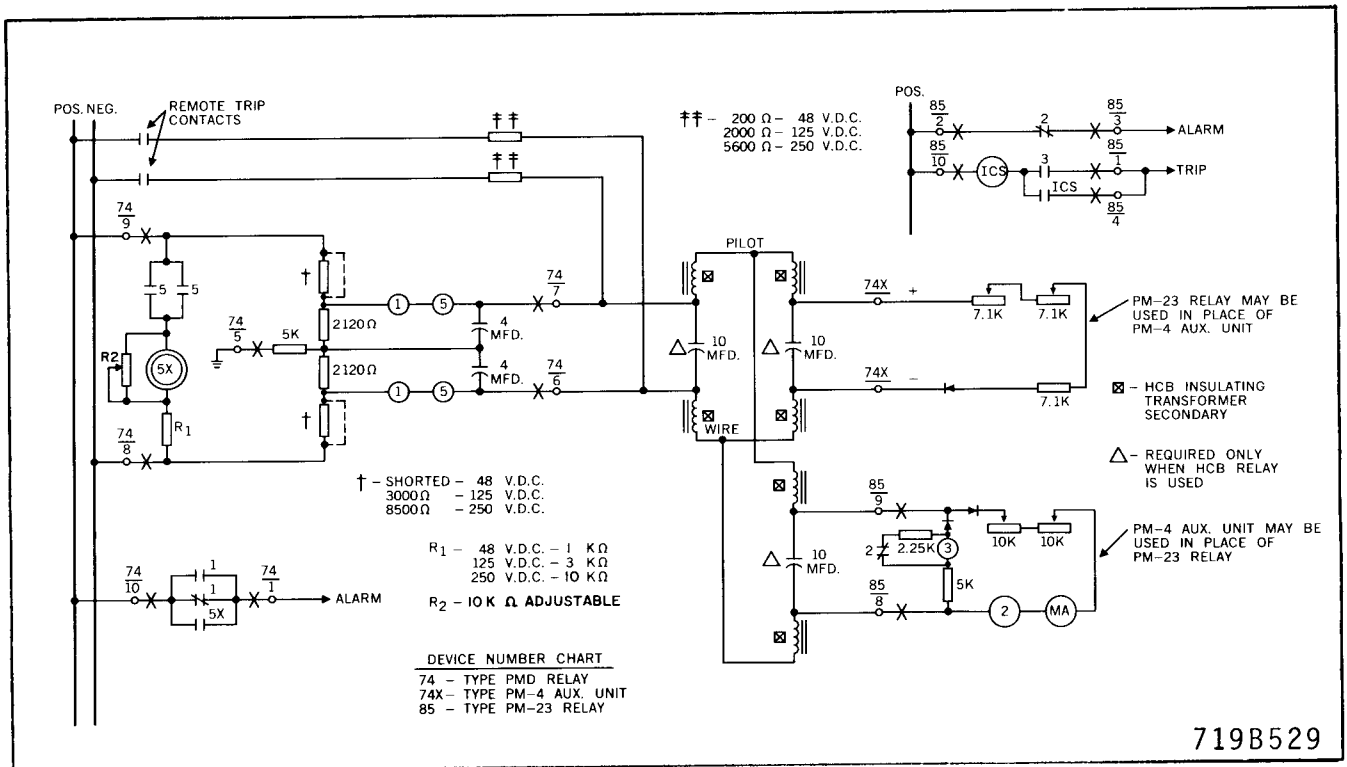 POS. NEG.
REMOTE TRIP
CONTACTS
‡‡
‡‡
‡‡ - 200 Ω - 48 V.D.C.
2000 Ω - 125 V.D.C.
5600 Ω - 250 V.D.C.
POS.
85
2
2
85
3
ALARM
85
10
ICS
3
85
1
TRIP
ICS
85
4
74
9
5
5
R2
5X
R1
74
8
74
5
5K
†
2120Ω
2120Ω
†
1
5
1
5
4
MFD.
4
MFD.
74
7
74
6
PILOT
WIRE
10
MFD.
10
MFD.
74X
+
7.1K
7.1K
74X
-
7.1K
PM-23 RELAY MAY BE
USED IN PLACE OF
PM-4 AUX. UNIT
- HCB INSULATING
TRANSFORMER
SECONDARY
△ - REQUIRED ONLY
WHEN HCB RELAY
IS USED
† - SHORTED - 48 V.D.C.
3000Ω - 125 V.D.C.
8500Ω - 250 V.D.C.
R1 - 48 V.D.C. - 1 KΩ
125 V.D.C. - 3 KΩ
250 V.D.C. - 10 KΩ
R2 - 10 K Ω ADJUSTABLE
10
MFD.
85
9
85
8
2
2.25K
3
5K
10K
10K
2
MA
PM-4 AUX. UNIT MAY BE
USED IN PLACE OF
PM-23 RELAY
74
10
1
1
5X
74
1
ALARM
DEVICE NUMBER CHART
74 - TYPE PMD RELAY
74X - TYPE PM-4 AUX. UNIT
85 - TYPE PM-23 RELAY
719B529